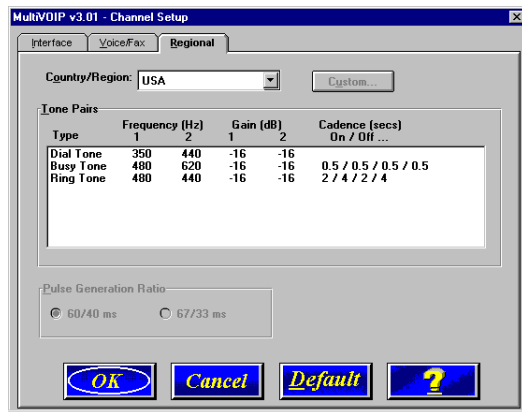 MultiVOIP v3.01 - Channel Setup
Interface Voice/Fax Regional
Country/Region: USA Custom...
Tone Pairs
Frequency (Hz) Gain (dB) Cadence (secs)
Type 1 2 1 2 On / Off ...
Dial Tone 350 440 -16 -16
Busy Tone 480 620 -16 -16 0.5 / 0.5 / 0.5 / 0.5
Ring Tone 480 440 -16 -16 2 / 4 / 2 / 4
Pulse Generation Ratio
60/40 ms 67/33 ms
OK Cancel Default ?